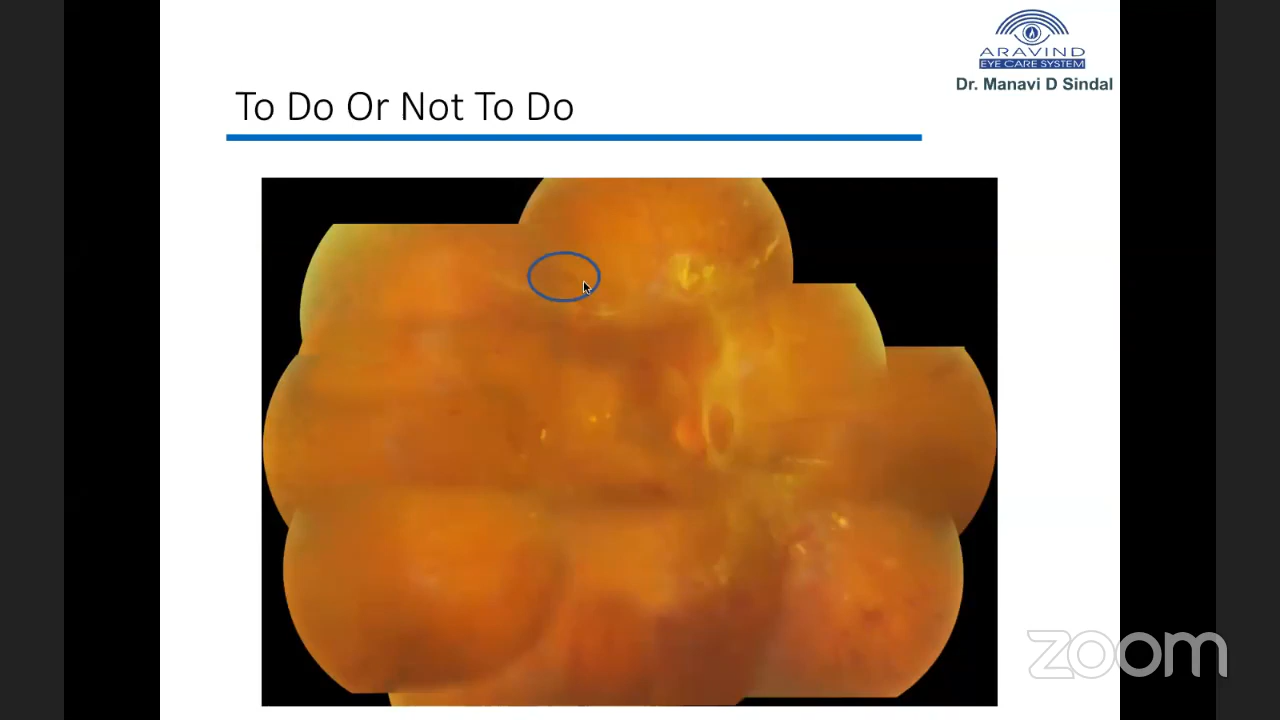 ARAVIND
EYE CARE SYSTEM
Dr. Manavi D Sindal
To Do Or Not To Do
zoom